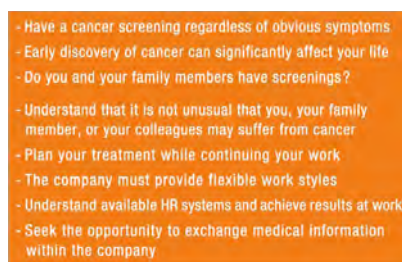 - Have a cancer screening regardless of obvious symptoms
- Early discovery of cancer can significantly affect your life
- Do you and your family members have screenings?
- Understand that it is not unusual that you, your family
member, or your colleagues may suffer from cancer
- Plan your treatment while continuing your work
- The company must provide flexible work styles
- Understand available HR systems and achieve results at work
- Seek the opportunity to exchange medical information
within the company